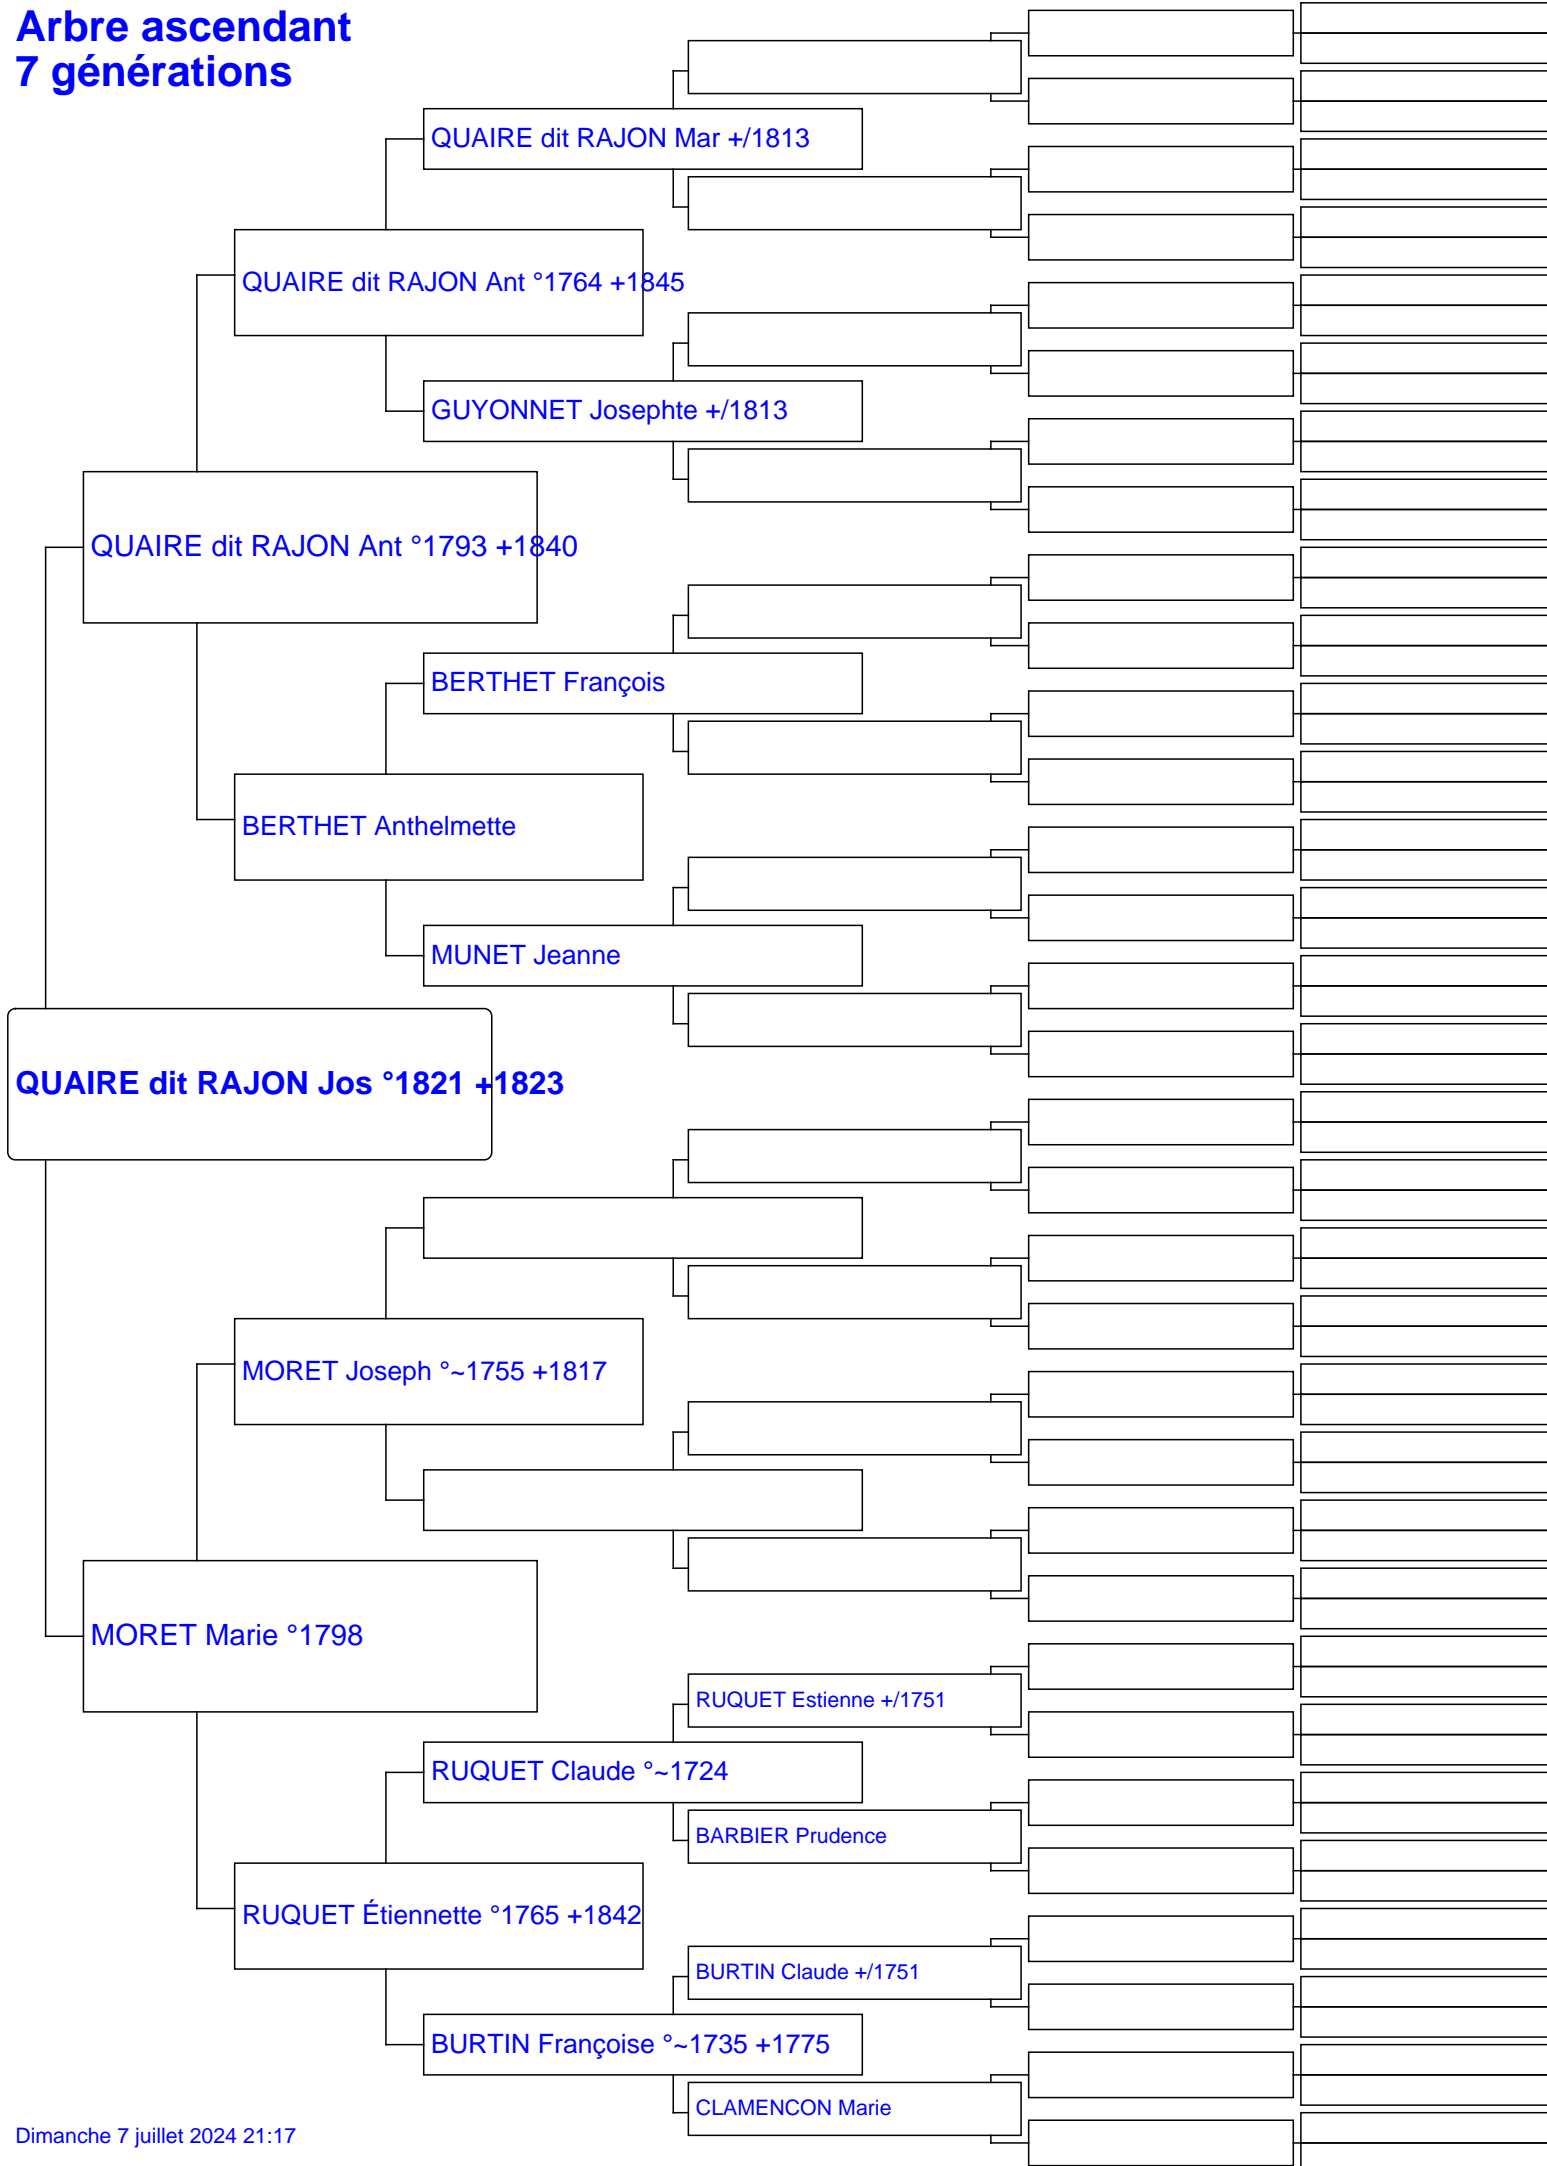 Arbre ascendant
7 générations
QUAIRE dit RAJON Mar +/1813
QUAIRE dit RAJON Ant °1764 +1845
GUYONNET Josephte +/1813
QUAIRE dit RAJON Ant °1793 +1840
BERTHET François
BERTHET Anthelmette
MUNET Jeanne
QUAIRE dit RAJON Jos °1821 +1823
MORET Joseph °~1755 +1817
MORET Marie °1798
RUQUET Estienne +/1751
RUQUET Claude °~1724
BARBIER Prudence
RUQUET Étiennette °1765 +1842
BURTIN Claude +/1751
BURTIN Françoise °~1735 +1775
CLAMENCON Marie
Dimanche 7 juillet 2024 21:17